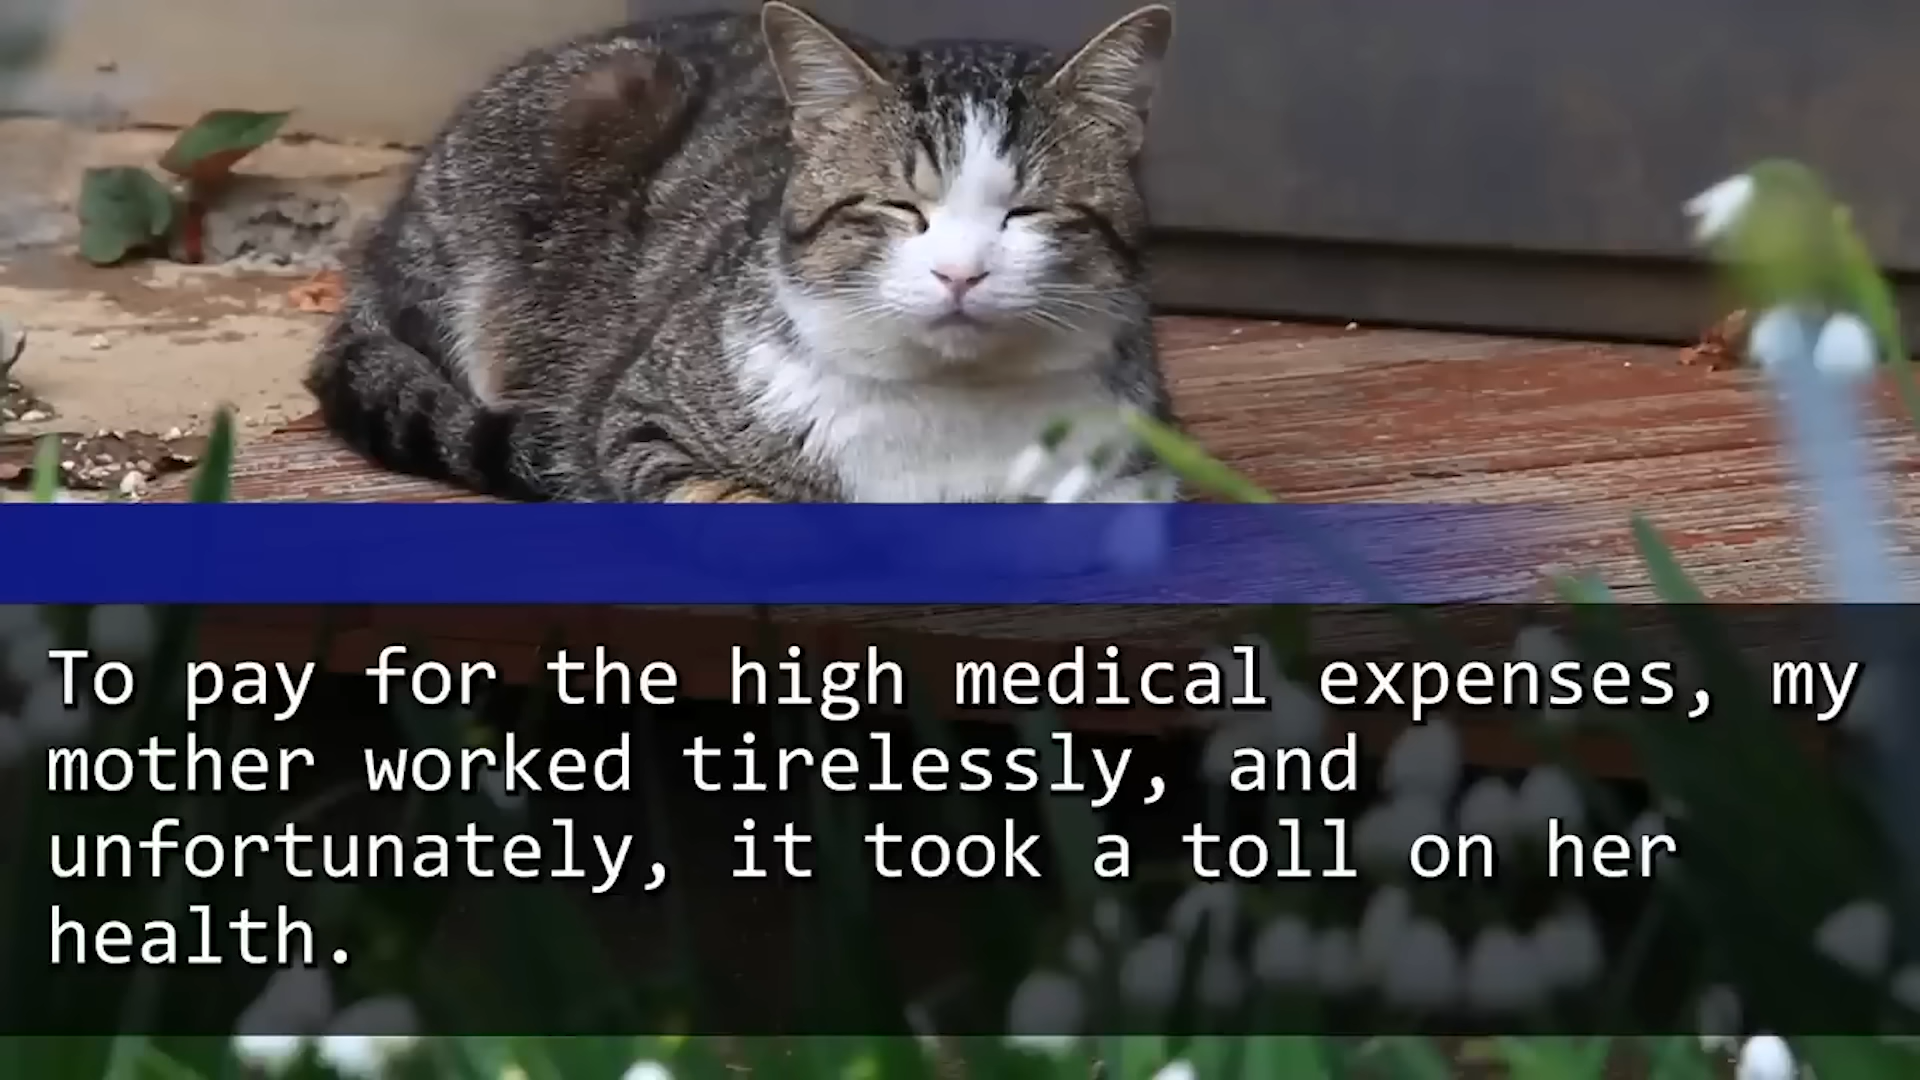 To pay for the high medical expenses, my
mother worked tirelessly, and
unfortunately, it took a toll on her
health.